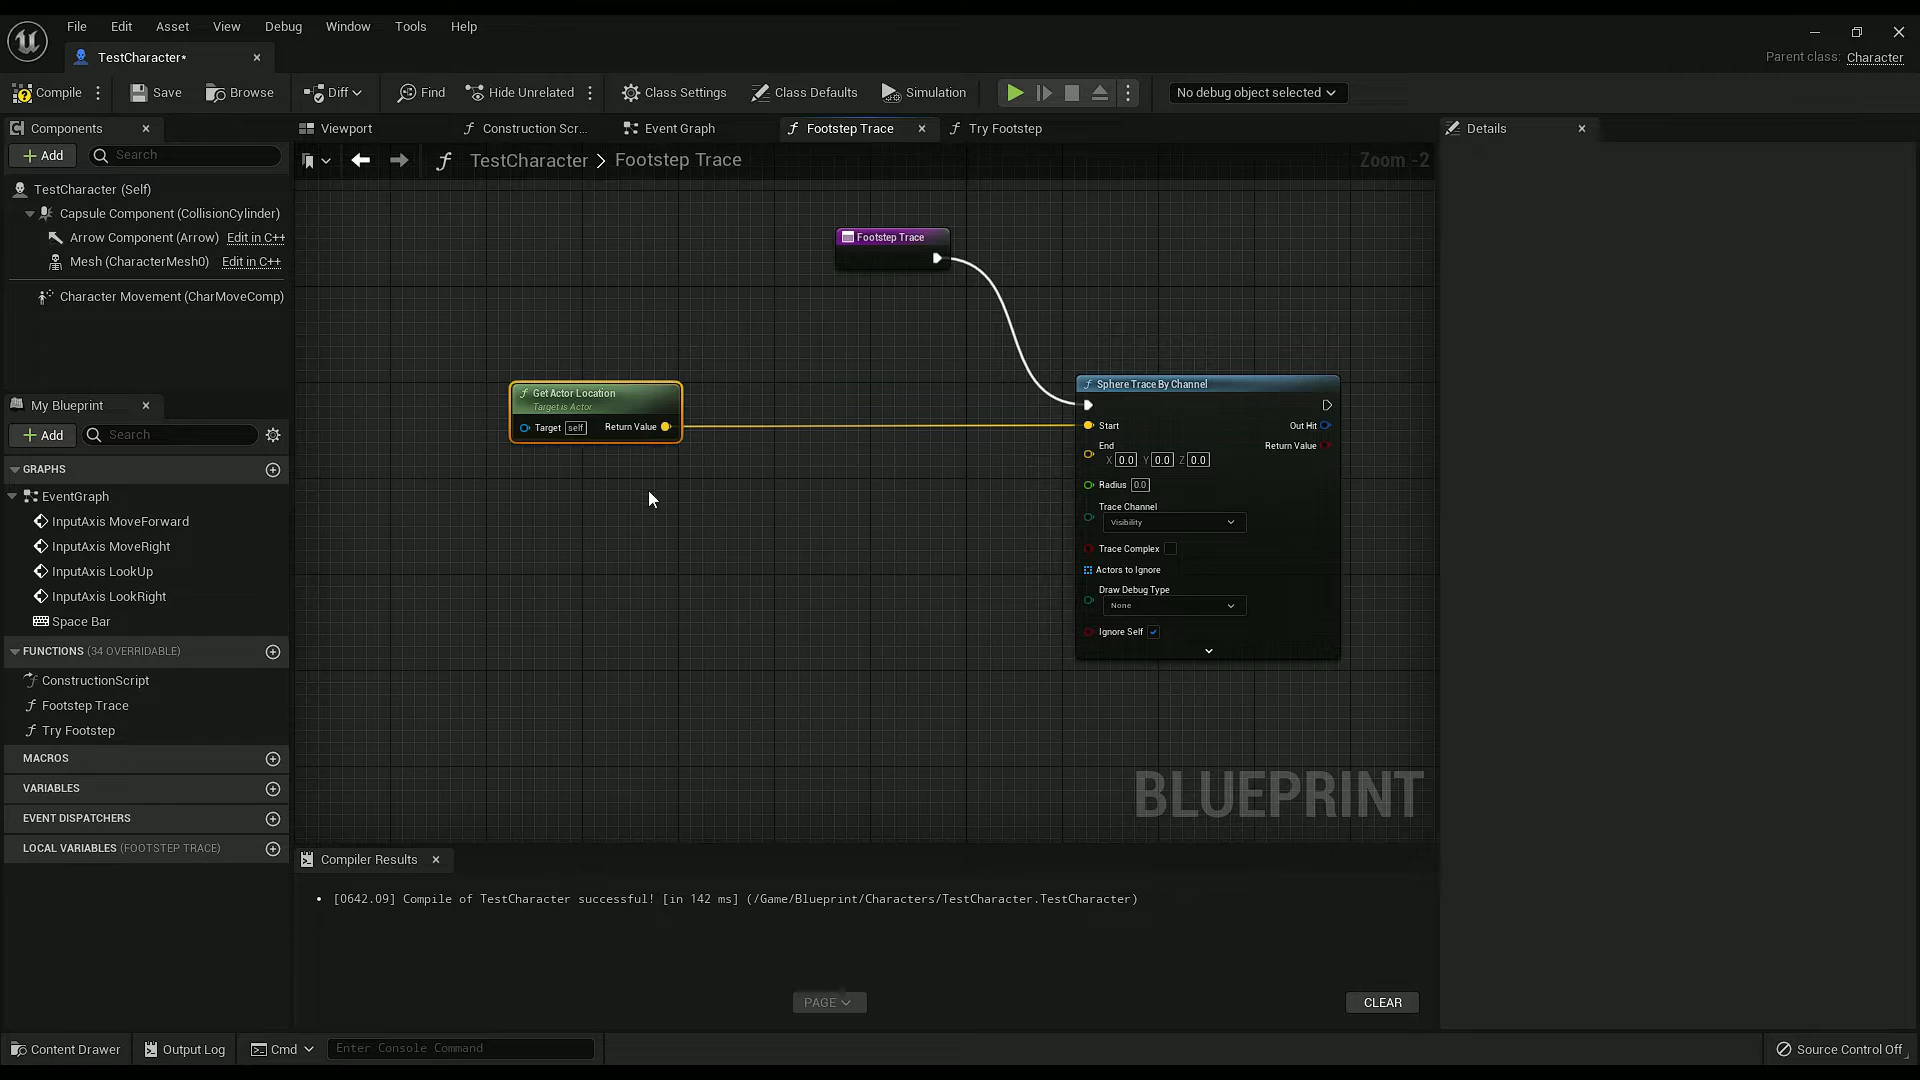 File Edit Asset View Debug Window Tools Help
TestCharacter*
Parent class: Character
Compile Save Browse Diff Find Hide Unrelated Class Settings Class Defaults Simulation No debug object selected
Components
Viewport Construction Scr... Event Graph Footstep Trace Try Footstep
Details
Add Search
TestCharacter > Footstep Trace
Zoom -2
TestCharacter (Self)
Capsule Component (CollisionCylinder)
Arrow Component (Arrow) Edit in C++
Mesh (CharacterMesh0) Edit in C++
Character Movement (CharMoveComp)
My Blueprint
Add Search
GRAPHS
EventGraph
InputAxis MoveForward
InputAxis MoveRight
InputAxis LookUp
InputAxis LookRight
Space Bar
FUNCTIONS (34 OVERRIDABLE)
ConstructionScript
Footstep Trace
Try Footstep
MACROS
VARIABLES
EVENT DISPATCHERS
LOCAL VARIABLES (FOOTSTEP TRACE)
Footstep Trace
Get Actor Location
Target is Actor
Target self Return Value
Sphere Trace By Channel
Start Out Hit
End Return Value
X 0.0 Y 0.0 Z 0.0
Radius 0.0
Trace Channel
Visibility
Trace Complex
Actors to Ignore
Draw Debug Type
None
Ignore Self
BLUEPRINT
Compiler Results
[0642.09] Compile of TestCharacter successful! [in 142 ms] (/Game/Blueprint/Characters/TestCharacter.TestCharacter)
PAGE CLEAR
Content Drawer Output Log Cmd Enter Console Command Source Control Off